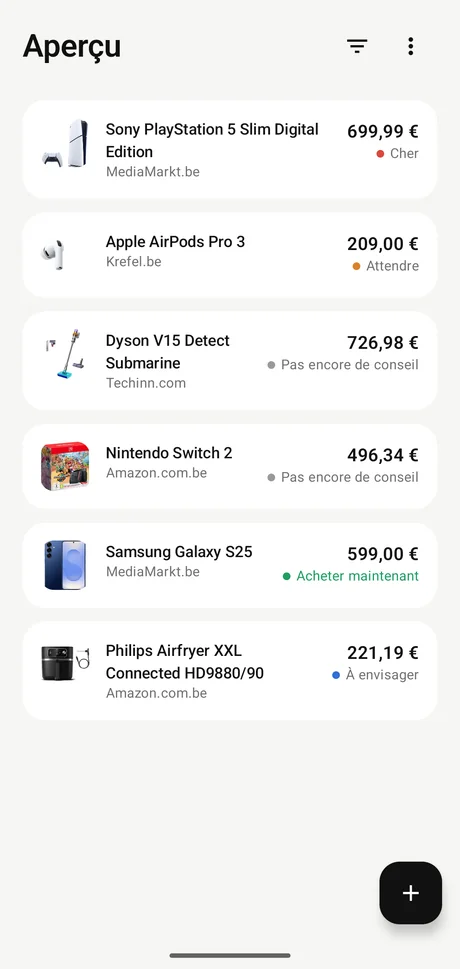 Aperçu
Sony PlayStation 5 Slim Digital
Edition
MediaMarkt.be
699,99 €
Cher
Apple AirPods Pro 3
Krefel.be
209,00 €
Attendre
Dyson V15 Detect
Submarine
Techinn.com
726,98 €
Pas encore de conseil
Nintendo Switch 2
Amazon.com.be
496,34 €
Pas encore de conseil
Samsung Galaxy S25
MediaMarkt.be
599,00 €
Acheter maintenant
Philips Airfryer XXL
Connected HD9880/90
Amazon.com.be
221,19 €
À envisager